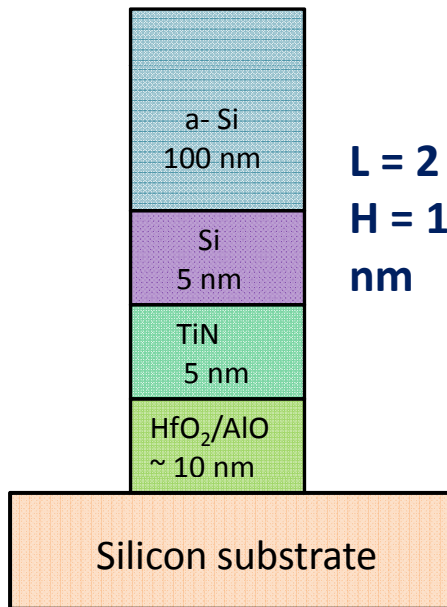 a- Si
100 nm
L = 2
H = 1
nm
Si
5 nm
TiN
5 nm
HfO₂/AlO
~ 10 nm
Silicon substrate